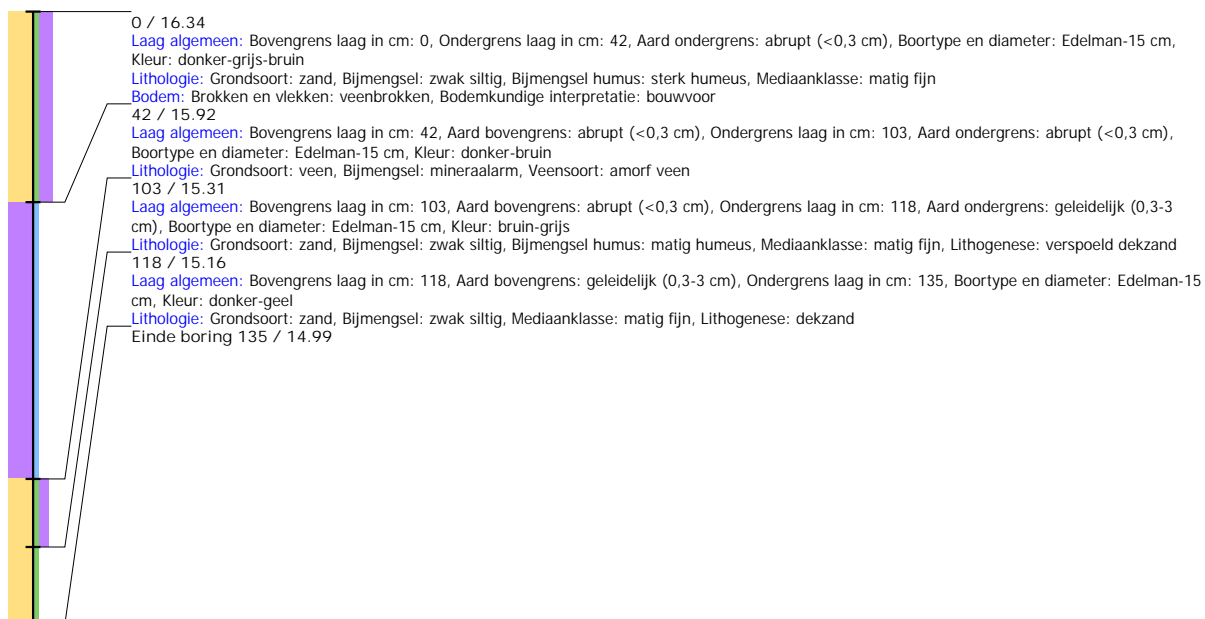 0 / 16.34
Laag algemeen: Bovengrens laag in cm: 0, Ondergrens laag in cm: 42, Aard ondergrens: abrupt (<0,3 cm), Boortype en diameter: Edelman-15 cm,
Kleur: donker-grijs-bruin
Lithologie: Grondsoort: zand, Bijmengsel: zwak siltig, Bijmengsel humus: sterk humeus, Mediaanklasse: matig fijn
Bodem: Brokken en vlekken: veenbrokken, Bodemkundige interpretatie: bouwvoor
42 / 15.92
Laag algemeen: Bovengrens laag in cm: 42, Aard bovengrens: abrupt (<0,3 cm), Ondergrens laag in cm: 103, Aard ondergrens: abrupt (<0,3 cm),
Boortype en diameter: Edelman-15 cm, Kleur: donker-bruin
Lithologie: Grondsoort: veen, Bijmengsel: mineraalarm, Veensoort: amorf veen
103 / 15.31
Laag algemeen: Bovengrens laag in cm: 103, Aard bovengrens: abrupt (<0,3 cm), Ondergrens laag in cm: 118, Aard ondergrens: geleidelijk (0,3-3
cm), Boortype en diameter: Edelman-15 cm, Kleur: bruin-grijs
Lithologie: Grondsoort: zand, Bijmengsel: zwak siltig, Bijmengsel humus: matig humeus, Mediaanklasse: matig fijn, Lithogenese: verspoeld dekzand
118 / 15.16
Laag algemeen: Bovengrens laag in cm: 118, Aard bovengrens: geleidelijk (0,3-3 cm), Ondergrens laag in cm: 135, Boortype en diameter: Edelman-15
cm, Kleur: donker-geel
Lithologie: Grondsoort: zand, Bijmengsel: zwak siltig, Mediaanklasse: matig fijn, Lithogenese: dekzand
Einde boring 135 / 14.99